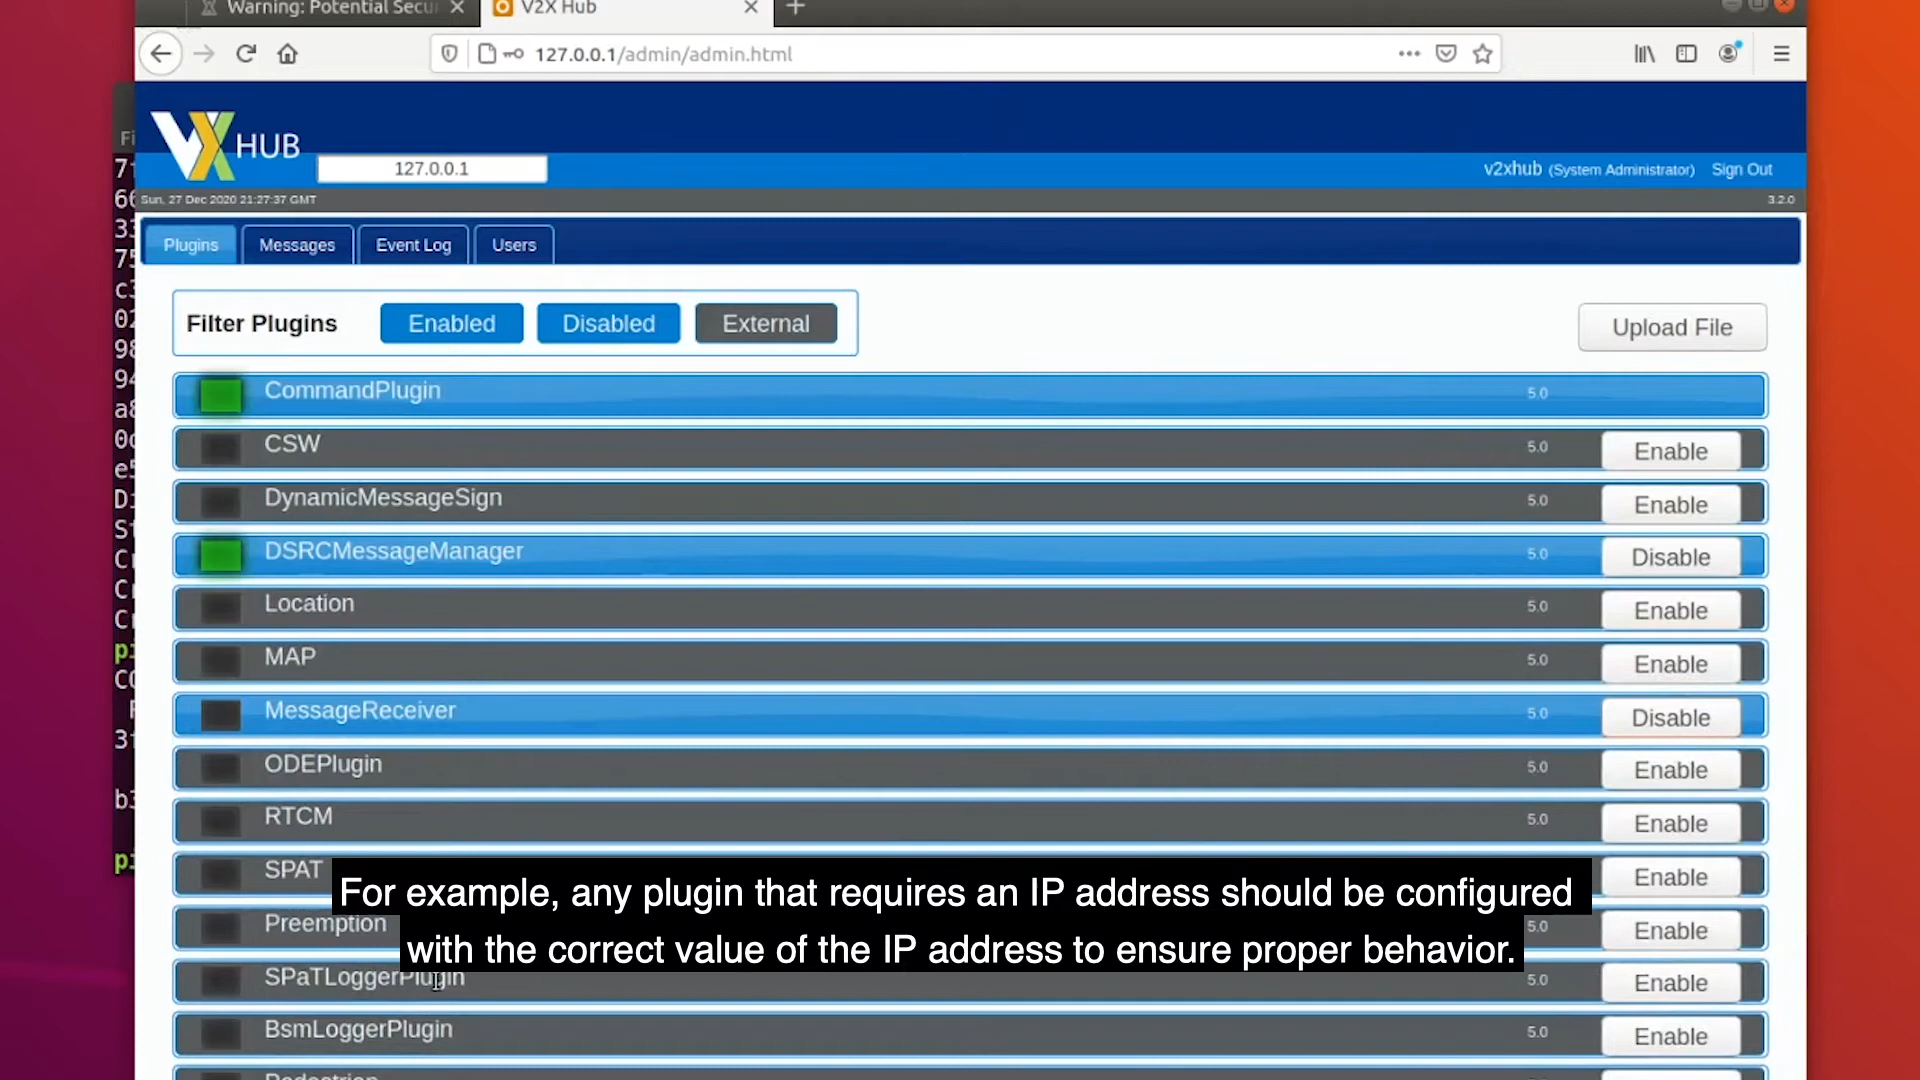 Warning: Potential Secu
V2X Hub
127.0.0.1/admin/admin.html
VX HUB
127.0.0.1
v2xhub (System Administrator) Sign Out
Sun, 27 Dec 2020 21:27:37 GMT
3.2.0
Plugins
Messages
Event Log
Users
Filter Plugins
Enabled
Disabled
External
Upload File
CommandPlugin 5.0
CSW 5.0 Enable
DynamicMessageSign 5.0 Enable
DSRCMessageManager 5.0 Disable
Location 5.0 Enable
MAP 5.0 Enable
MessageReceiver 5.0 Disable
ODEPlugin 5.0 Enable
RTCM 5.0 Enable
SPAT Enable
Preemption 5.0 Enable
SPaTLoggerPlugin 5.0 Enable
BsmLoggerPlugin 5.0 Enable
For example, any plugin that requires an IP address should be configured
with the correct value of the IP address to ensure proper behavior.